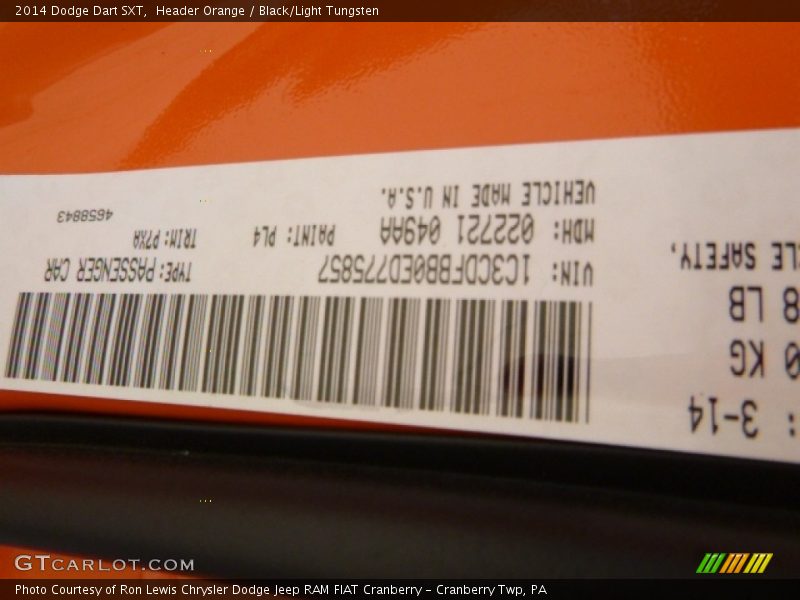 2014 Dodge Dart SXT, Header Orange / Black/Light Tungsten
: 3-14
0 KG
8 LB
LE SAFETY,
VIN: 1C3CDFBB0ED775857 TYPE: PASSENGER CAR
MDH: 022721 049AA PAINT: PL4 TRIM: P7XA
VEHICLE MADE IN U.S.A. 4658843
GTCARLOT.COM
Photo Courtesy of Ron Lewis Chrysler Dodge Jeep RAM FIAT Cranberry - Cranberry Twp, PA